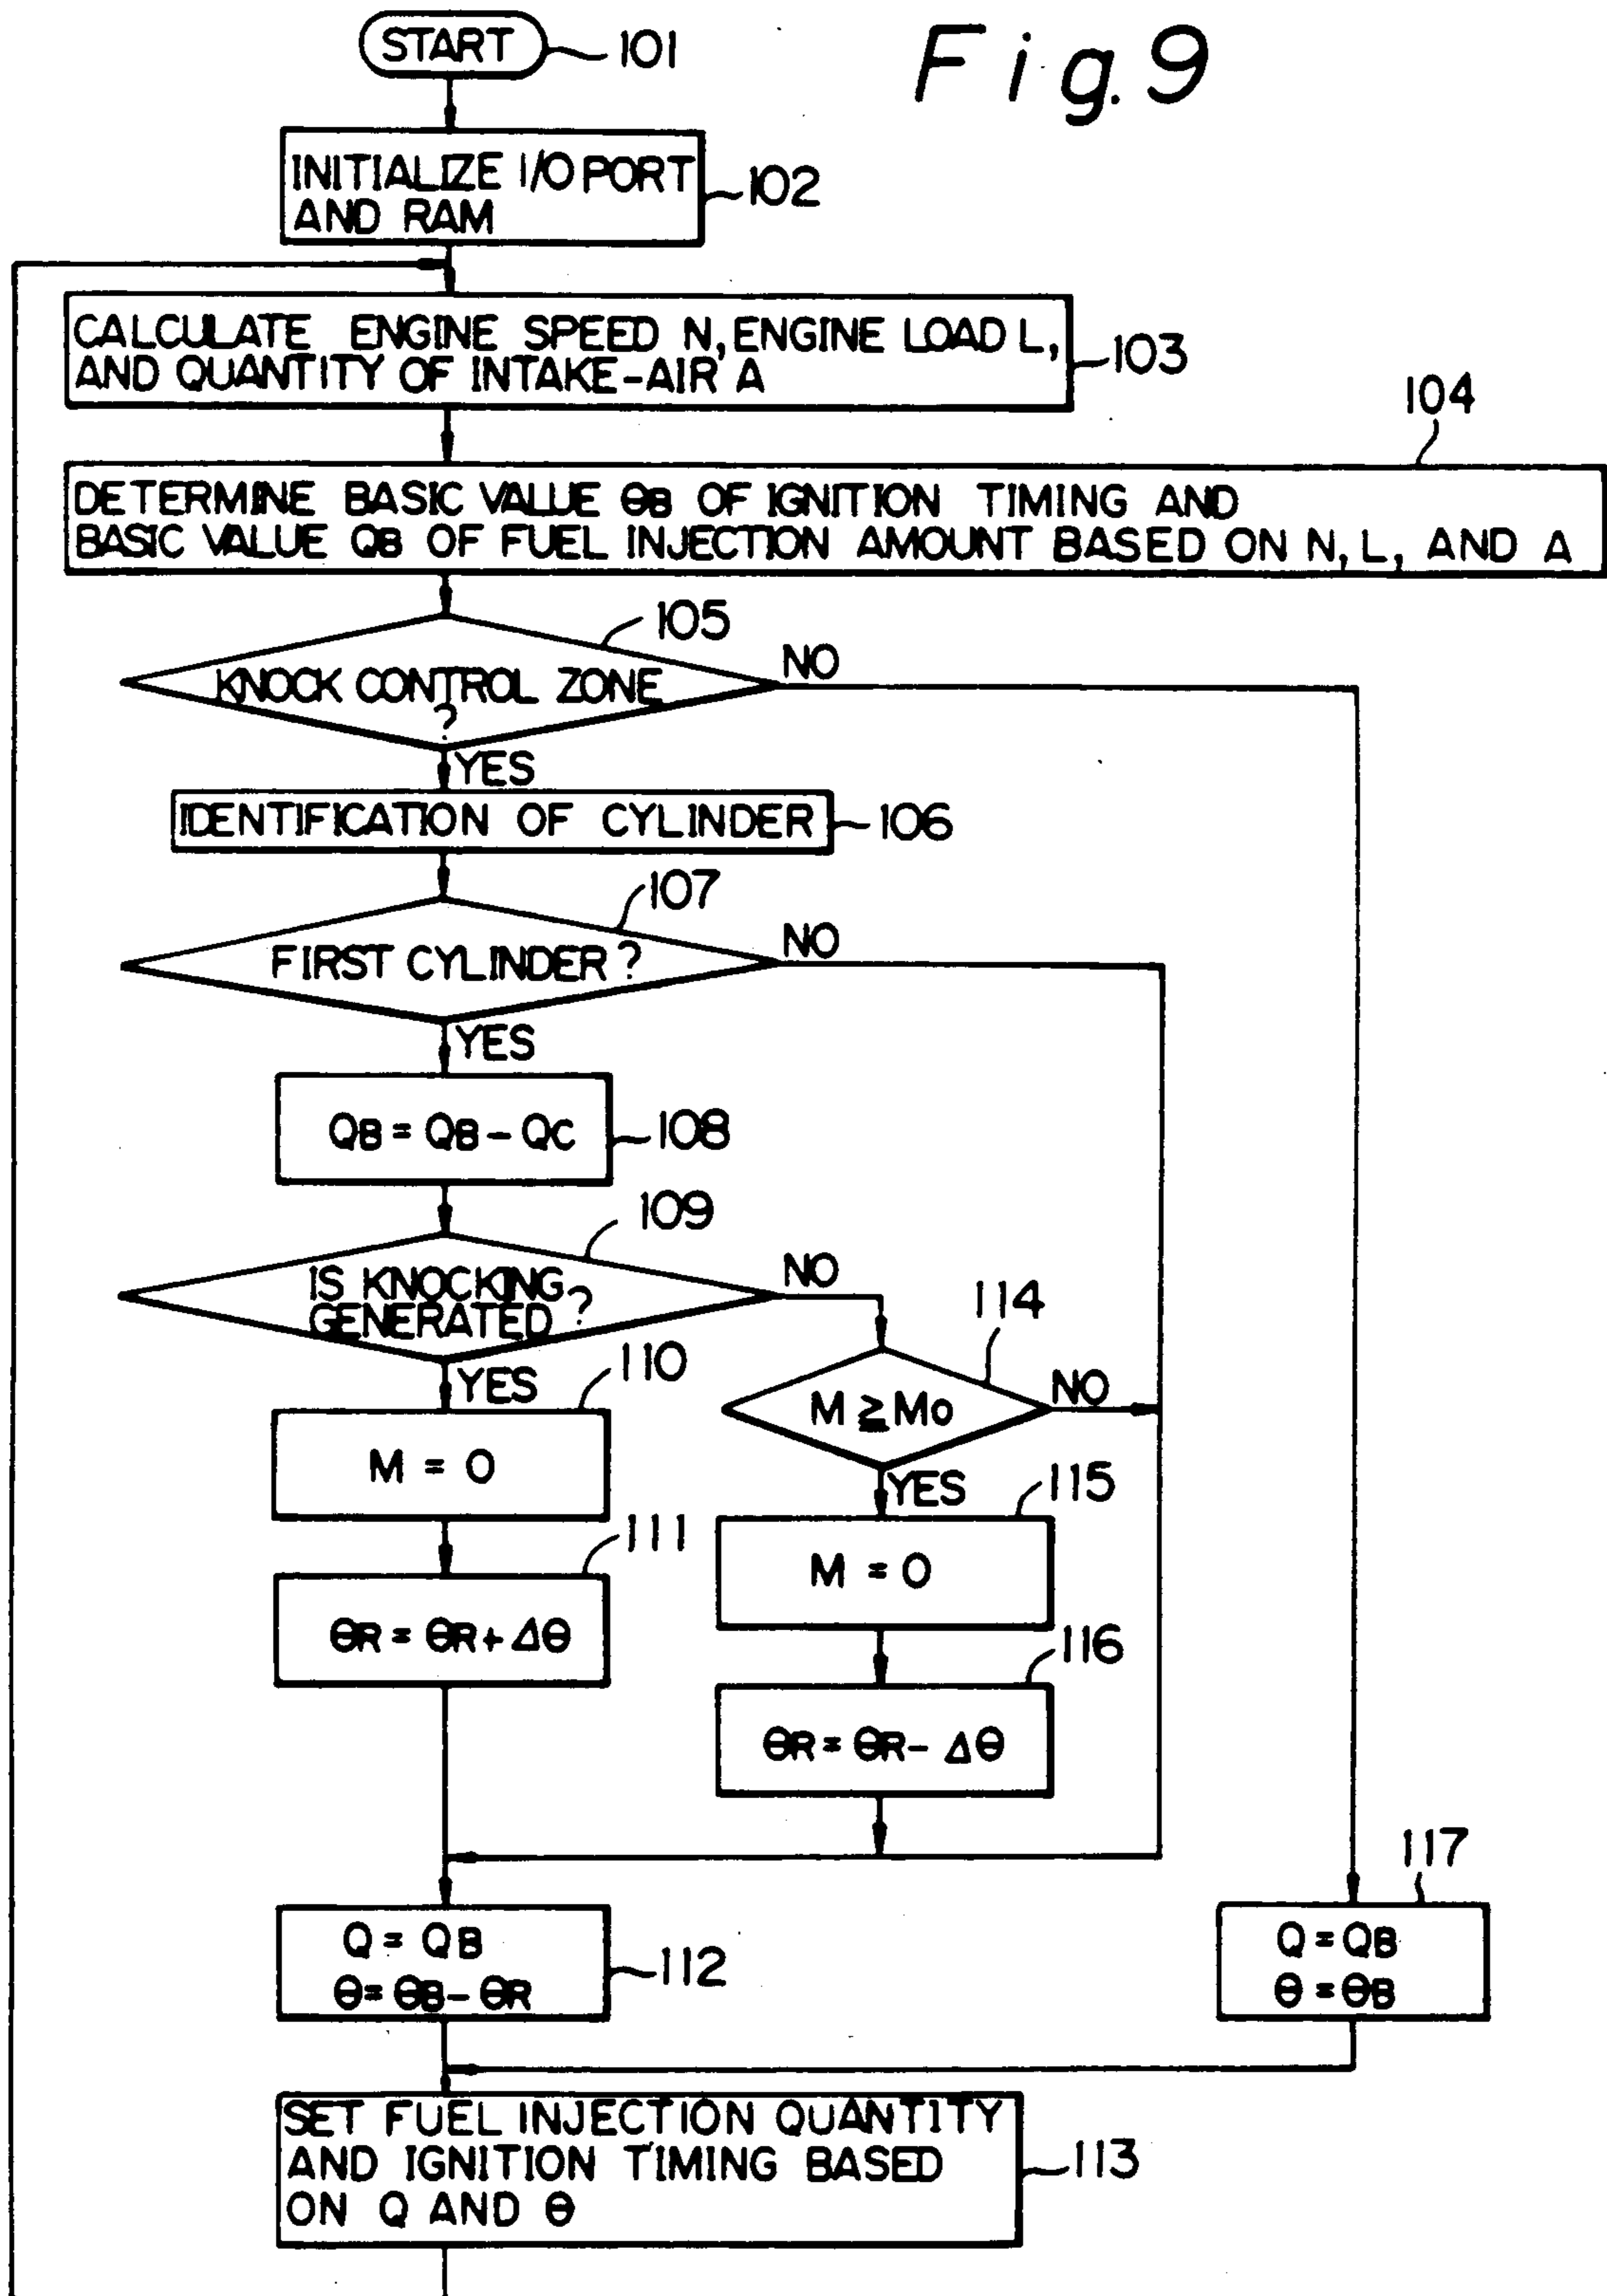 Fig. 9
START
101
INITIALIZE I/O PORT
AND RAM
102
CALCULATE ENGINE SPEED N, ENGINE LOAD L,
AND QUANTITY OF INTAKE-AIR A
103
104
DETERMINE BASIC VALUE θB OF IGNITION TIMING AND
BASIC VALUE QB OF FUEL INJECTION AMOUNT BASED ON N, L, AND A
105
KNOCK CONTROL ZONE
?
NO
YES
IDENTIFICATION OF CYLINDER
106
107
FIRST CYLINDER ?
NO
YES
QB = QB - QC
108
109
IS KNOCKING
GENERATED ?
NO
YES
110
M = 0
111
θR = θR + Δθ
114
M ≧ Mo
NO
YES
115
M = 0
116
θR = θR - Δθ
Q = QB
θ = θB - θR
112
117
Q = QB
θ = θB
SET FUEL INJECTION QUANTITY
AND IGNITION TIMING BASED
ON Q AND θ
113